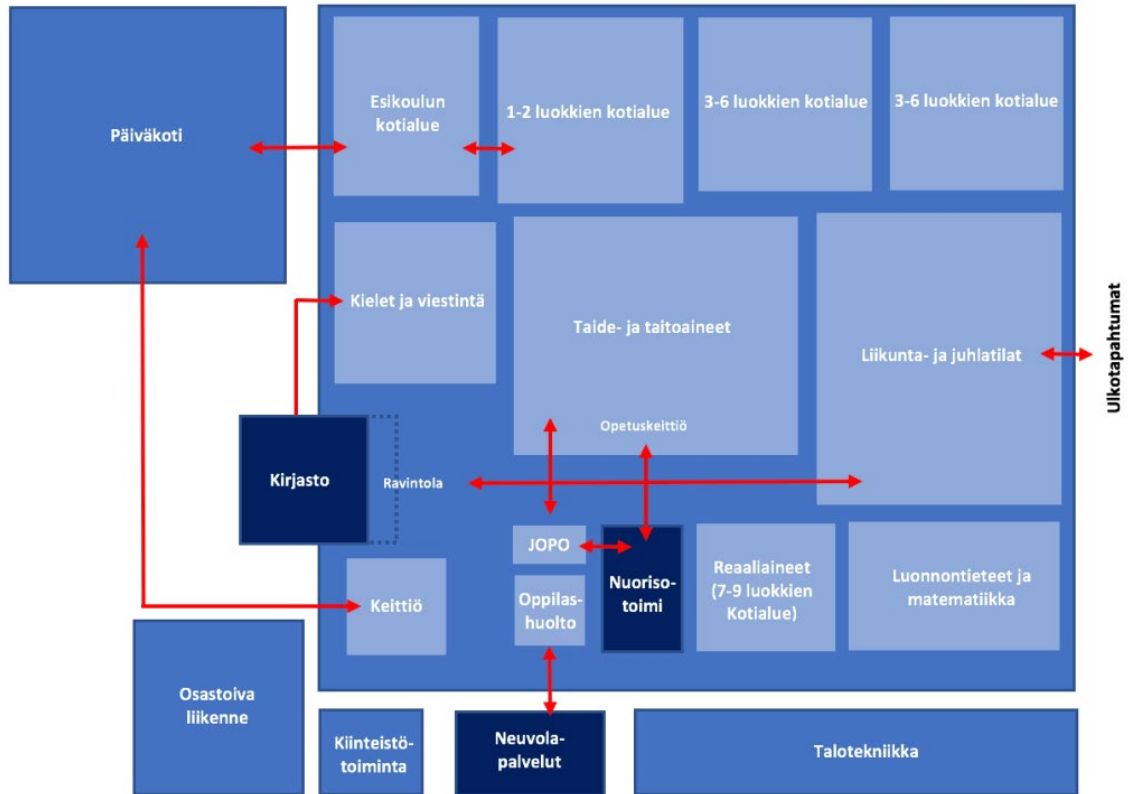 Päiväkoti
Esikoulun
kotialue
1-2 luokkien kotialue
3-6 luokkien kotialue
3-6 luokkien kotialue
Kielet ja viestintä
Taide- ja taitoaineet
Opetuskeittiö
Liikunta- ja juhlatilat
Ulkotapahtumat
Kirjasto
Ravintola
Keittiö
JOPO
Oppilas-
huolto
Nuoriso-
toimi
Reaaliaineet
(7-9 luokkien
Kotialue)
Luonnontieteet ja
matematiikka
Osastoiva
liikenne
Kiinteistö-
toiminta
Neuvola-
palvelut
Talotekniikka